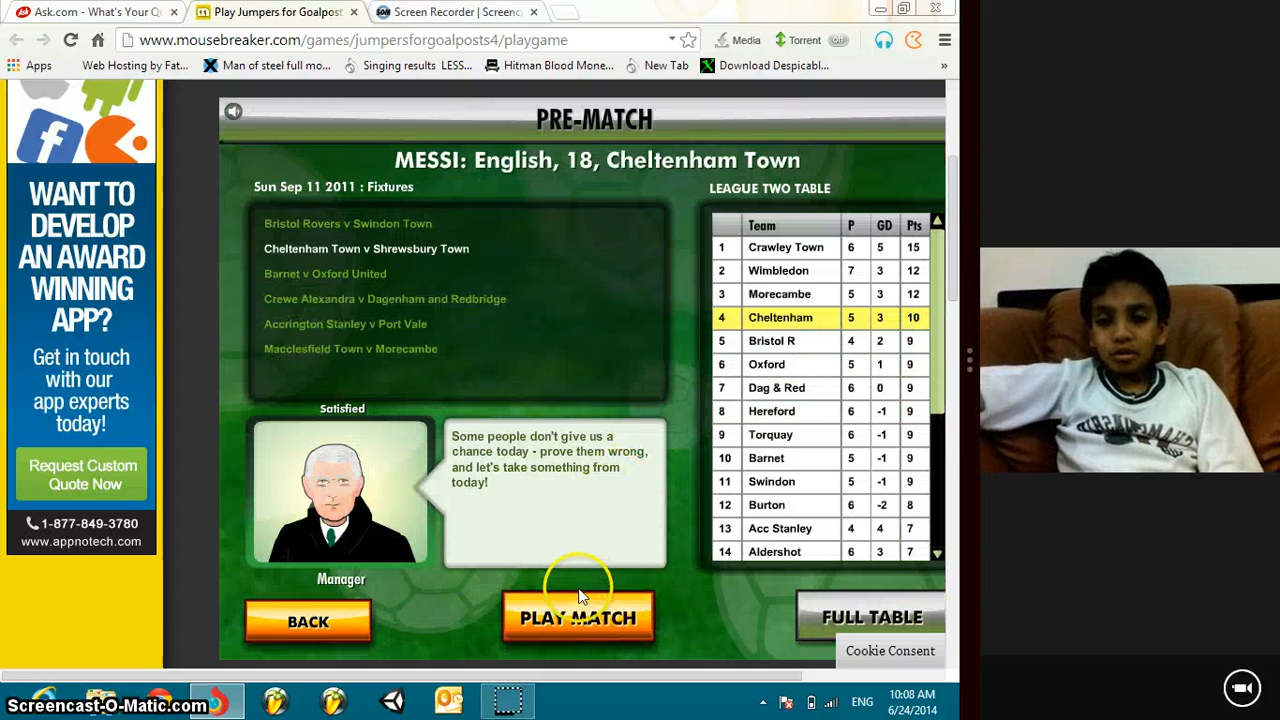 Ask.com - What's Your Qu
Play Jumpers for Goalpost
Screen Recorder | Screenc
www.mousebreaker.com/games/jumpersforgoalposts4/playgame
Media
Torrent
off
Apps
Web Hosting by Fat...
Man of steel full mo...
Singing results LESS...
Hitman Blood Mone...
New Tab
Download Despicabl...
»
WANT TO
DEVELOP
AN AWARD
WINNING
APP?
Get in touch
with our
app experts
today!
Request Custom
Quote Now
1-877-849-3780
www.appnotech.com
PRE-MATCH
MESSI: English, 18, Cheltenham Town
Sun Sep 11 2011 : Fixtures
Bristol Rovers v Swindon Town
Cheltenham Town v Shrewsbury Town
Barnet v Oxford United
Crewe Alexandra v Dagenham and Redbridge
Accrington Stanley v Port Vale
Macclesfield Town v Morecambe
LEAGUE TWO TABLE
Team P GD Pts
1 Crawley Town 6 5 15
2 Wimbledon 7 3 12
3 Morecambe 5 3 12
4 Cheltenham 5 3 10
5 Bristol R 4 2 9
6 Oxford 5 1 9
7 Dag & Red 6 0 9
8 Hereford 6 -1 9
9 Torquay 6 -1 9
10 Barnet 5 -1 9
11 Swindon 5 -1 9
12 Burton 6 -2 8
13 Acc Stanley 4 4 7
14 Aldershot 6 3 7
Satisfied
Some people don't give us a
chance today - prove them wrong,
and let's take something from
today!
Manager
BACK
PLAY MATCH
FULL TABLE
Cookie Consent
Screencast-O-Matic.com
ENG
10:08 AM
6/24/2014